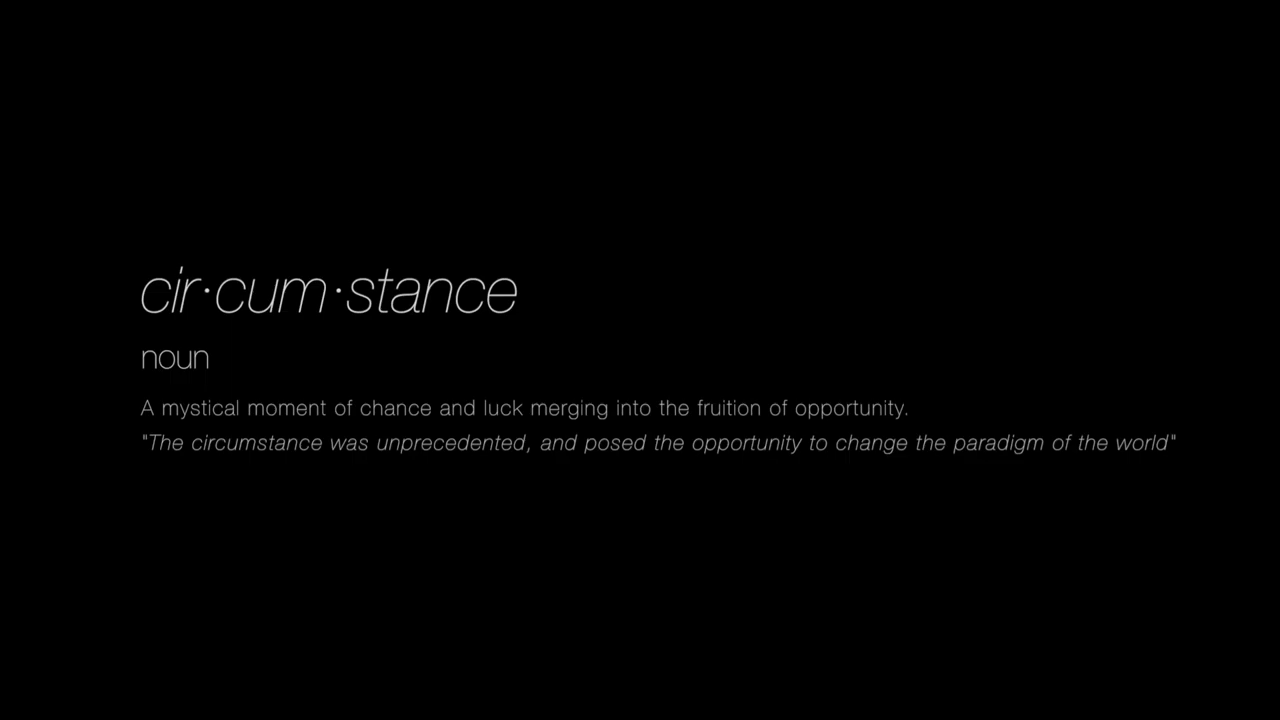 cir·cum·stance
noun
A mystical moment of chance and luck merging into the fruition of opportunity.
"The circumstance was unprecedented, and posed the opportunity to change the paradigm of the world"